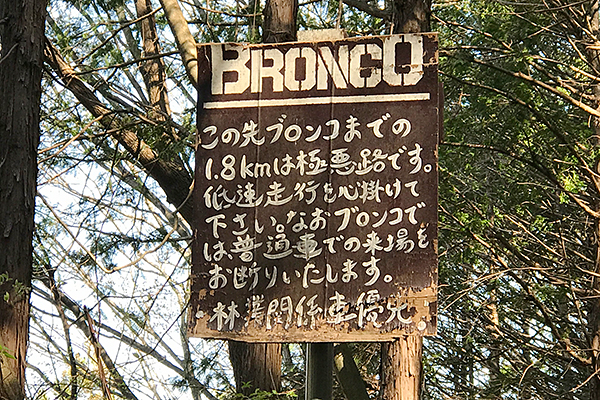 BRONCO
この先ブロンコまでの
1.8kmは極悪路です。
低速走行を心掛けて
下さい。なおブロンコで
は、普通車での来場を
お断りいたします。
・林業関係車優先!